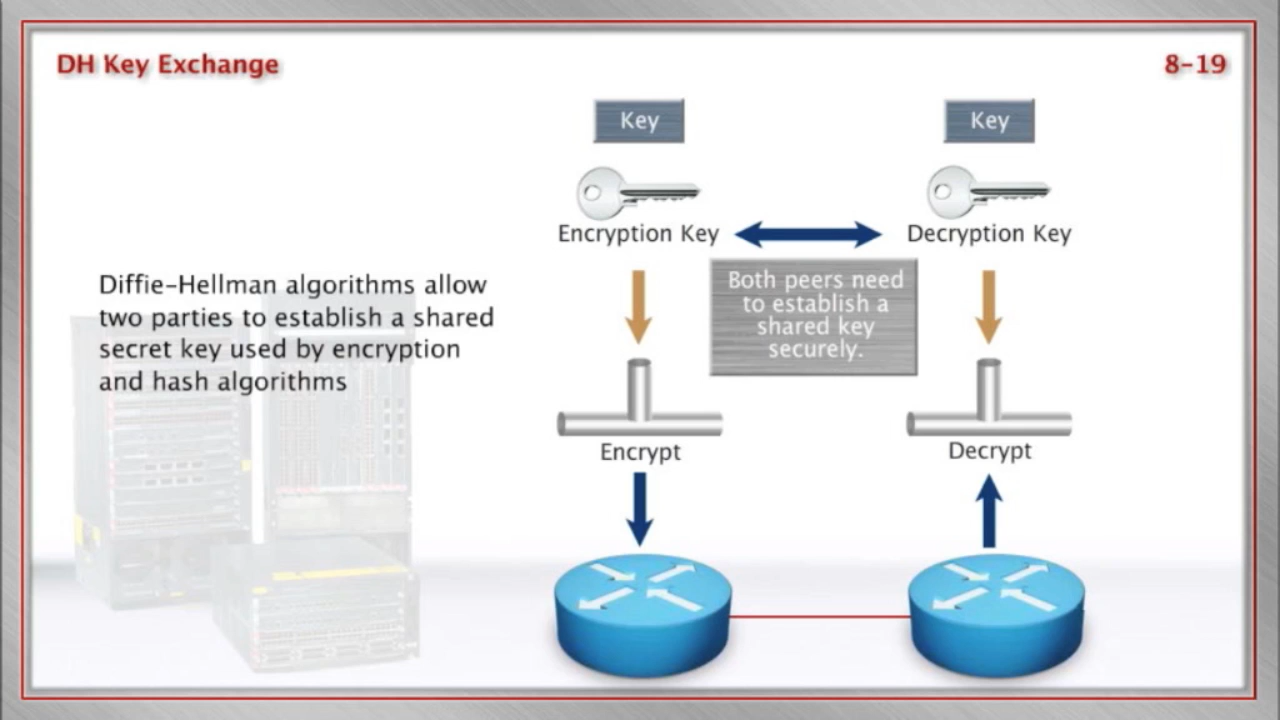 DH Key Exchange
8-19
Key
Key
Encryption Key
Decryption Key
Diffie-Hellman algorithms allow
two parties to establish a shared
secret key used by encryption
and hash algorithms
Both peers need
to establish a
shared key
securely.
Encrypt
Decrypt